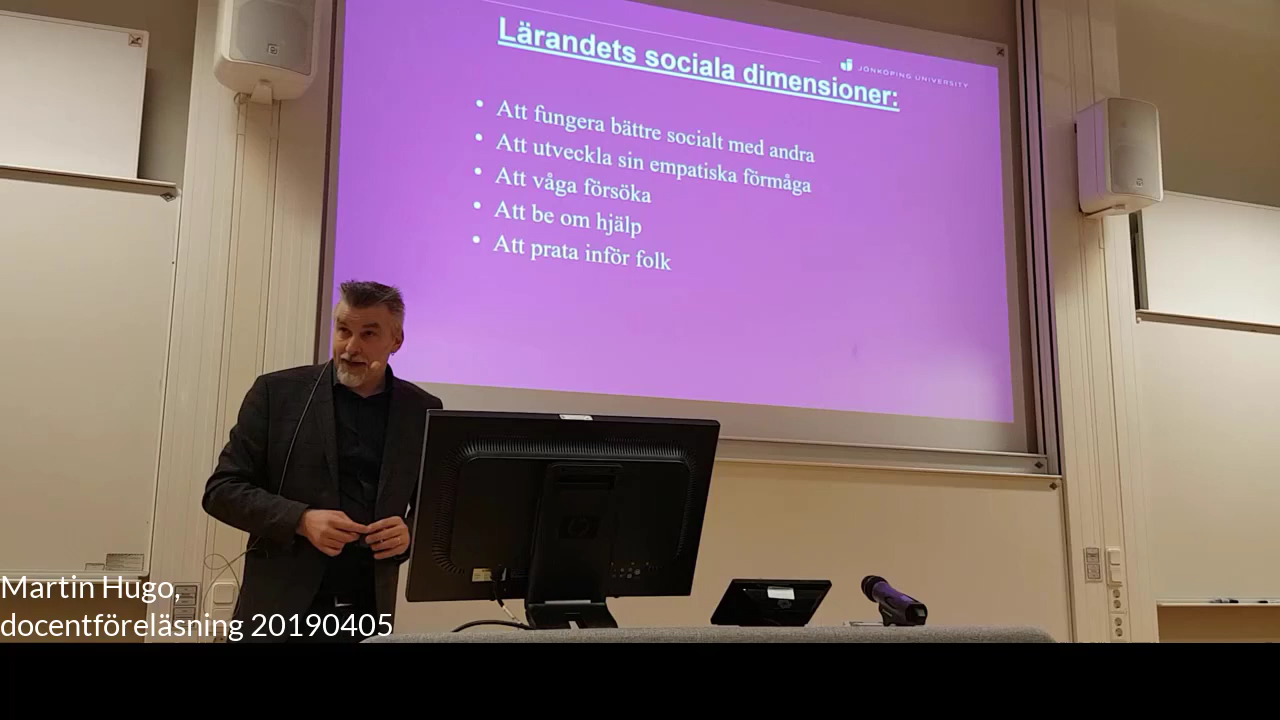 Lärandets sociala dimensioner:
JÖNKÖPING UNIVERSITY
• Att fungera bättre socialt med andra
• Att utveckla sin empatiska förmåga
• Att våga försöka
• Att be om hjälp
• Att prata inför folk
hp
Martin Hugo,
docentföreläsning 20190405